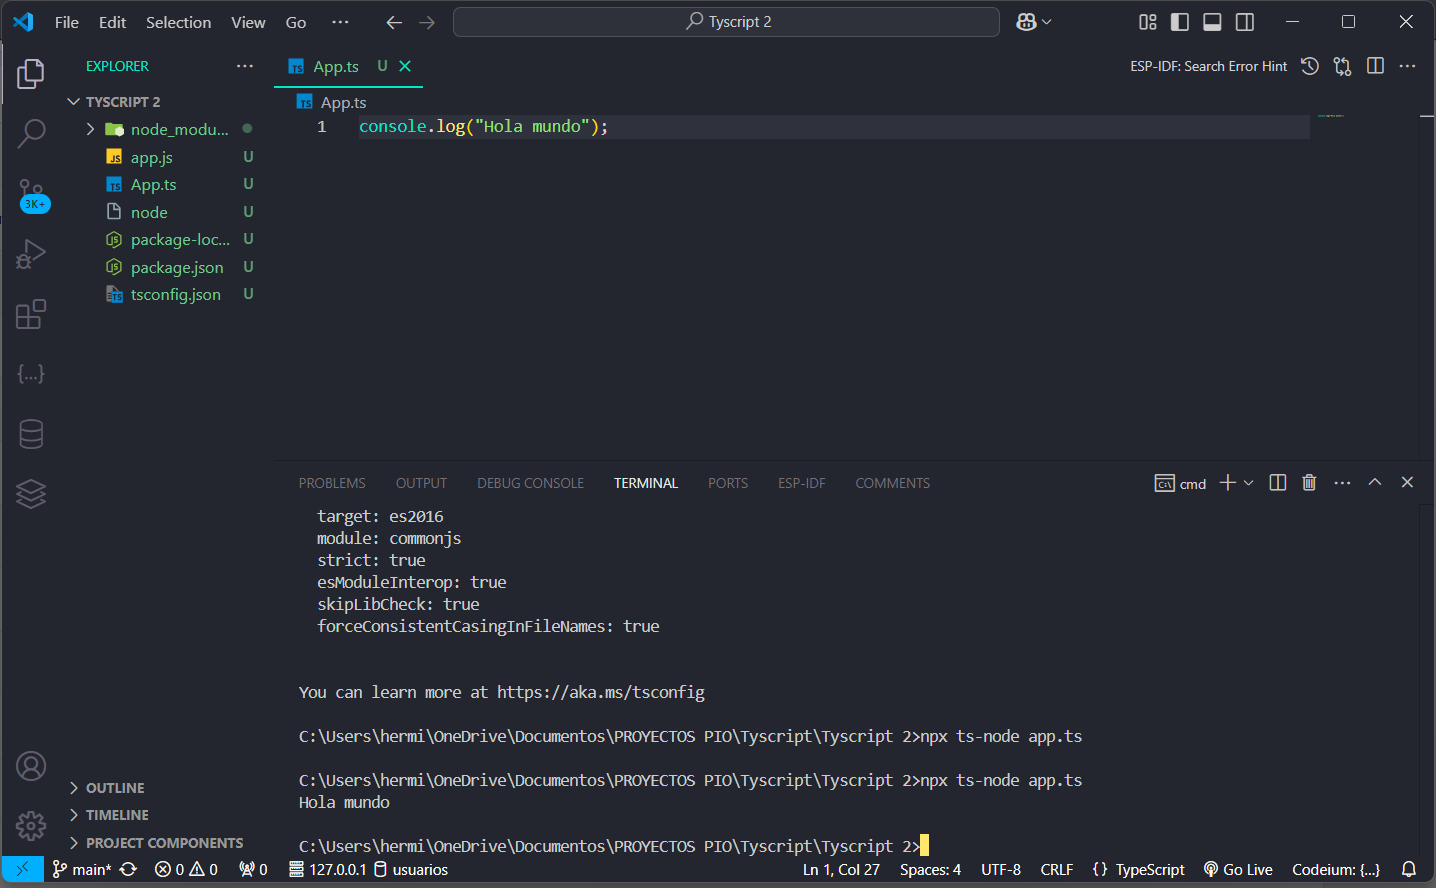 File Edit Selection View Go ··· Tyscript 2
EXPLORER ···
TYSCRIPT 2
node_modu...
JS app.js U
TS App.ts U
node U
package-loc... U
package.json U
TS tsconfig.json U
3K+
OUTLINE
TIMELINE
PROJECT COMPONENTS
TS App.ts U
ESP-IDF: Search Error Hint
TS App.ts
1 console.log("Hola mundo");
PROBLEMS OUTPUT DEBUG CONSOLE TERMINAL PORTS ESP-IDF COMMENTS
cmd
target: es2016
module: commonjs
strict: true
esModuleInterop: true
skipLibCheck: true
forceConsistentCasingInFileNames: true
You can learn more at https://aka.ms/tsconfig
C:\Users\hermi\OneDrive\Documentos\PROYECTOS PIO\Tyscript\Tyscript 2>npx ts-node app.ts
C:\Users\hermi\OneDrive\Documentos\PROYECTOS PIO\Tyscript\Tyscript 2>npx ts-node app.ts
Hola mundo
C:\Users\hermi\OneDrive\Documentos\PROYECTOS PIO\Tyscript\Tyscript 2>
main* 0 0 0 127.0.0.1 usuarios Ln 1, Col 27 Spaces: 4 UTF-8 CRLF {} TypeScript Go Live Codeium: {...}